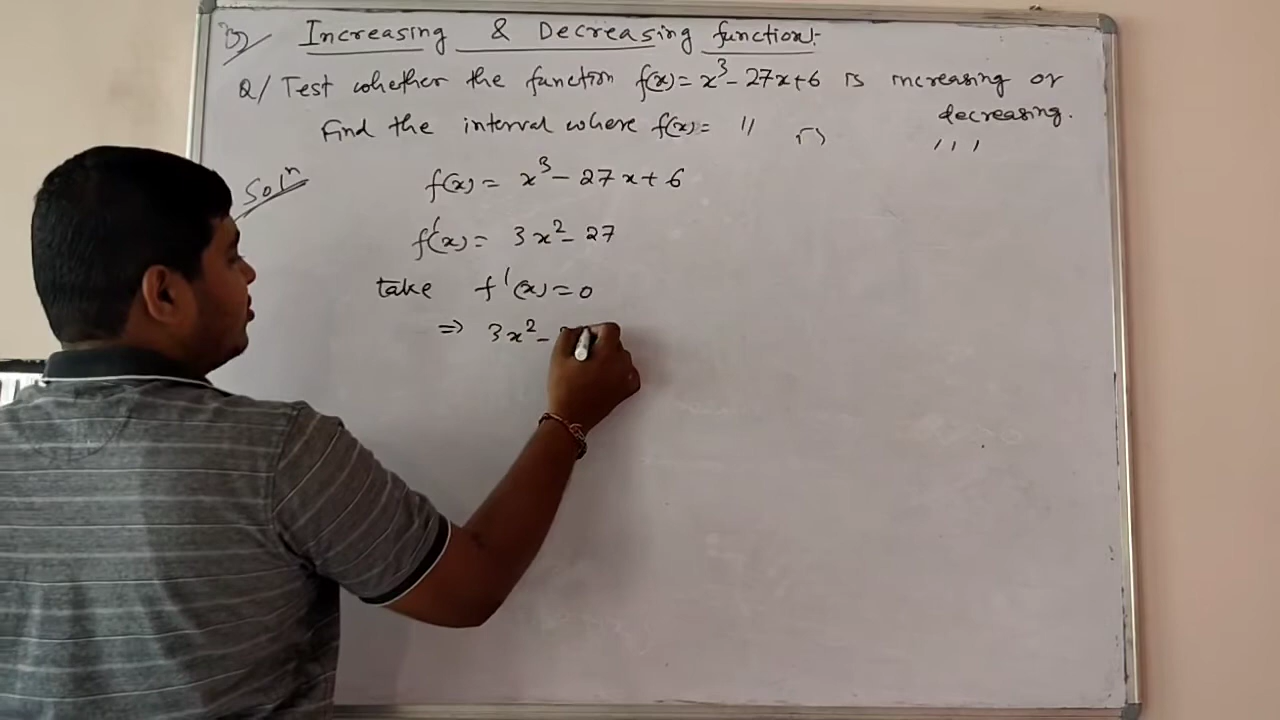 B) Increasing & Decreasing function:-
Q/ Test whether the function f(x) = x³ - 27x + 6 is increasing or decreasing.
Find the interval where f(x) = " " " " "
Solⁿ f(x) = x³ - 27x + 6
f'(x) = 3x² - 27
take f'(x) = 0
⇒ 3x² -